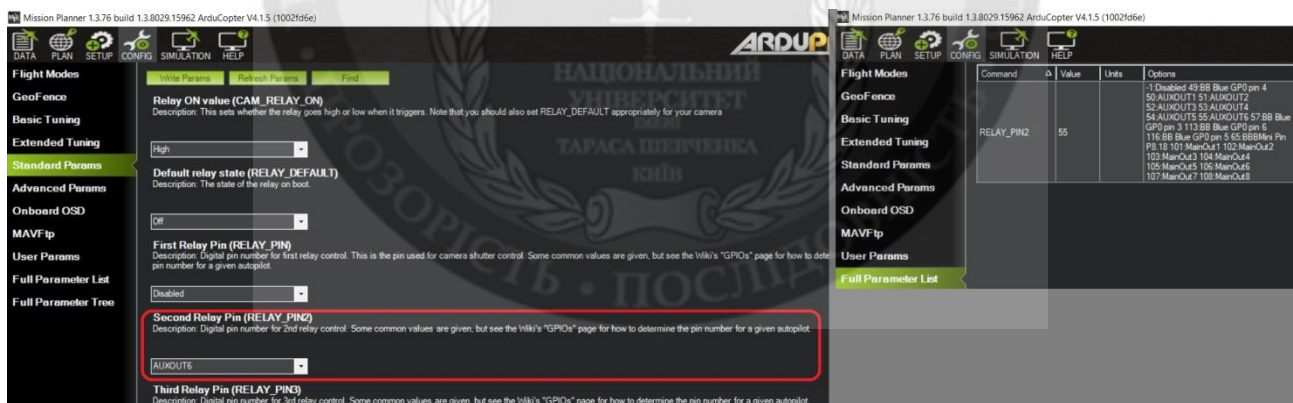 Mission Planner 1.3.76 build 1.3.8029.15962 ArduCopter V4.1.5 (1002fd6e)
DATA PLAN SETUP CONFIG SIMULATION HELP
ARDUP
Flight Modes
GeoFence
Basic Tuning
Extended Tuning
Standard Params
Advanced Params
Onboard OSD
MAVFtp
User Params
Full Parameter List
Full Parameter Tree
Write Params Refresh Params Find
Relay ON value (CAM_RELAY_ON)
Description: This sets whether the relay goes high or low when it triggers. Note that you should also set RELAY_DEFAULT appropriately for your camera
High
Default relay state (RELAY_DEFAULT)
Description: The state of the relay on boot.
Off
First Relay Pin (RELAY_PIN)
Description: Digital pin number for first relay control. This is the pin used for camera shutter control. Some common values are given, but see the Wiki's "GPIOs" page for how to dete
pin number for a given autopilot.
Disabled
Second Relay Pin (RELAY_PIN2)
Description: Digital pin number for 2nd relay control. Some common values are given, but see the Wiki's "GPIOs" page for how to determine the pin number for a given autopilot.
AUXOUT6
Third Relay Pin (RELAY_PIN3)
Description: Digital pin number for 3rd relay control. Some common values are given, but see the Wiki's "GPIOs" page for how to determine the pin number for a given autopilot.
НАЦІОНАЛЬНИЙ
УНІВЕРСИТЕТ
ТАРАСА ШЕВЧЕНКА
КИЇВ
Mission Planner 1.3.76 build 1.3.8029.15962 ArduCopter V4.1.5 (1002fd6e)
DATA PLAN SETUP CONFIG SIMULATION HELP
Flight Modes
GeoFence
Basic Tuning
Extended Tuning
Standard Params
Advanced Params
Onboard OSD
MAVFtp
User Params
Full Parameter List
Command Value Units Options
RELAY_PIN2 55
-1:Disabled 49:BB Blue GP0 pin 4
50:AUXOUT1 51:AUXOUT2
52:AUXOUT3 53:AUXOUT4
54:AUXOUT5 55:AUXOUT6 57:BB Blue
GP0 pin 3 113:BB Blue GP0 pin 6
116:BB Blue GP0 pin 5 65:BBBMini Pin
P8.18 101:MainOut1 102:MainOut2
103:MainOut3 104:MainOut4
105:MainOut5 106:MainOut6
107:MainOut7 108:MainOut8